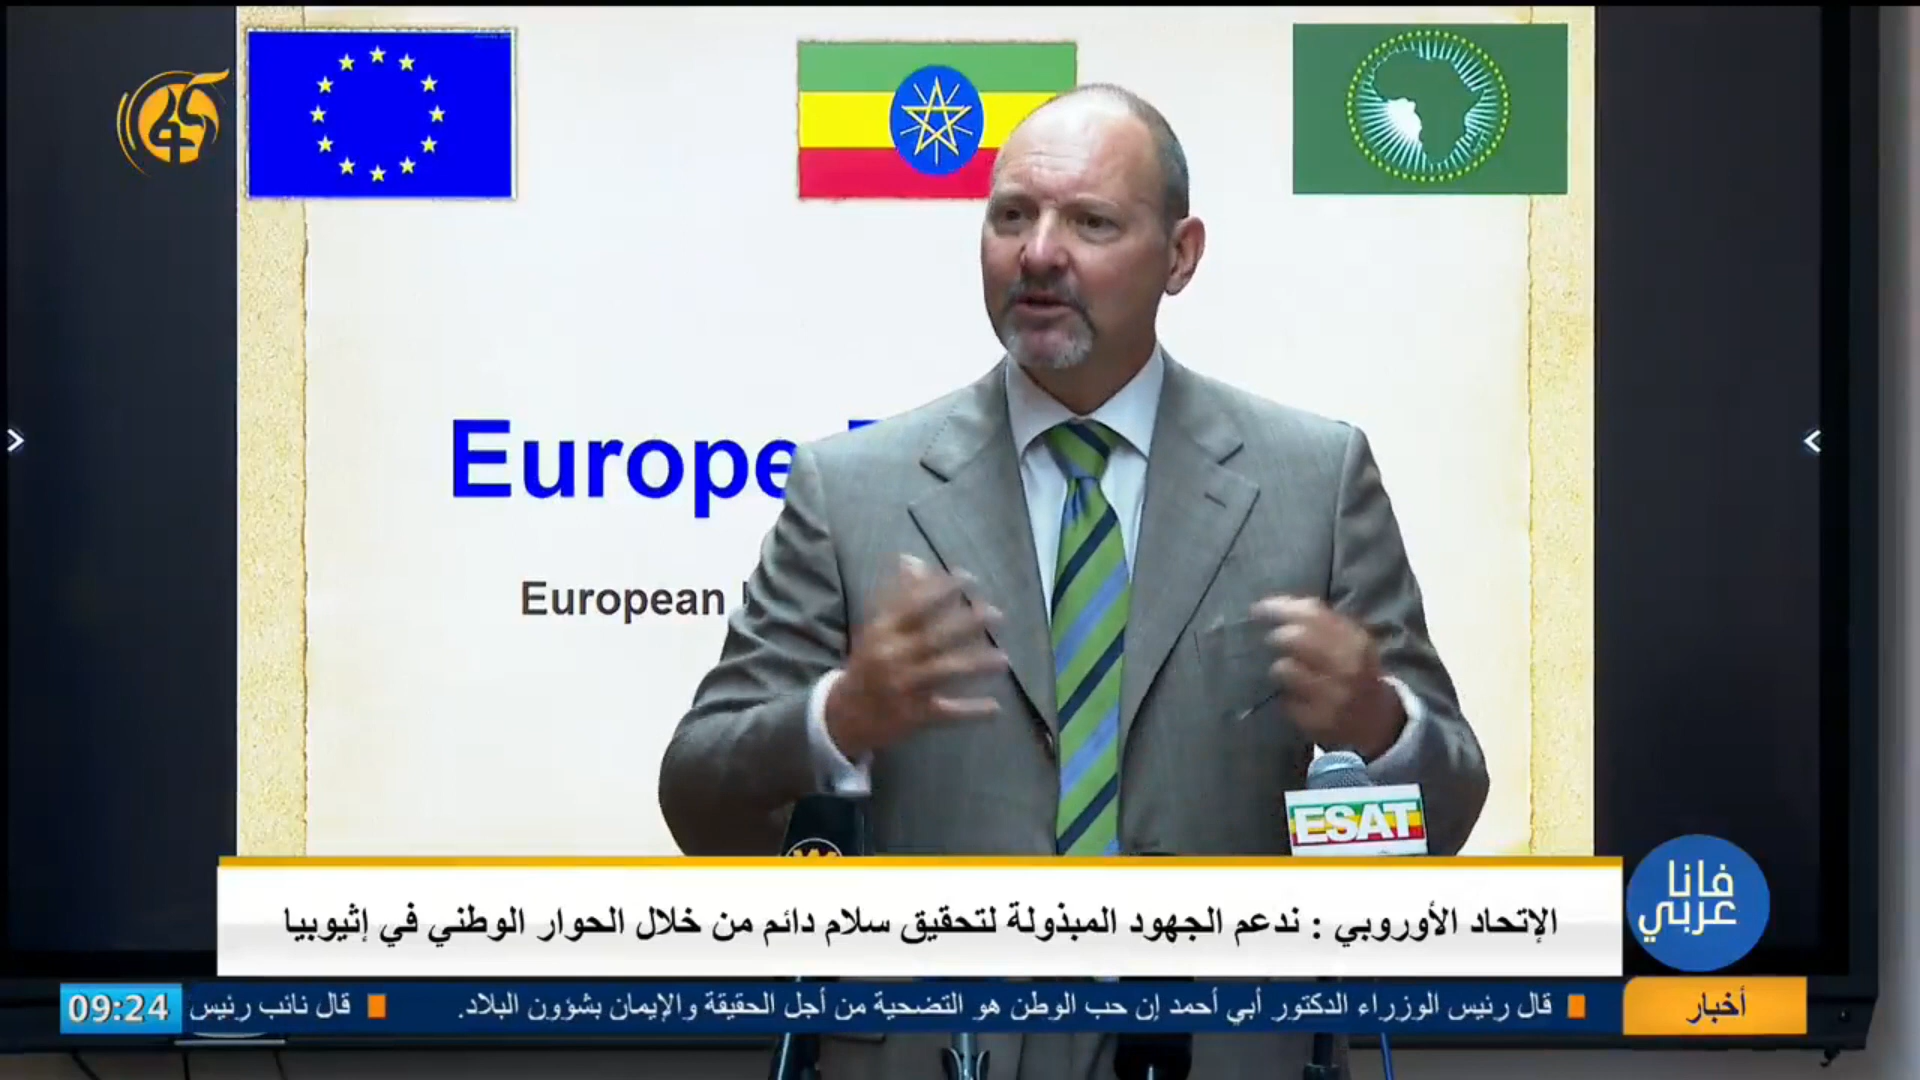 Europe
European
ESAT
فانا
عربي
الإتحاد الأوروبي : ندعم الجهود المبذولة لتحقيق سلام دائم من خلال الحوار الوطني في إثيوبيا
أخبار
قال رئيس الوزراء الدكتور أبي أحمد إن حب الوطن هو التضحية من أجل الحقيقة والإيمان بشؤون البلاد. قال نائب رئيس
09:24